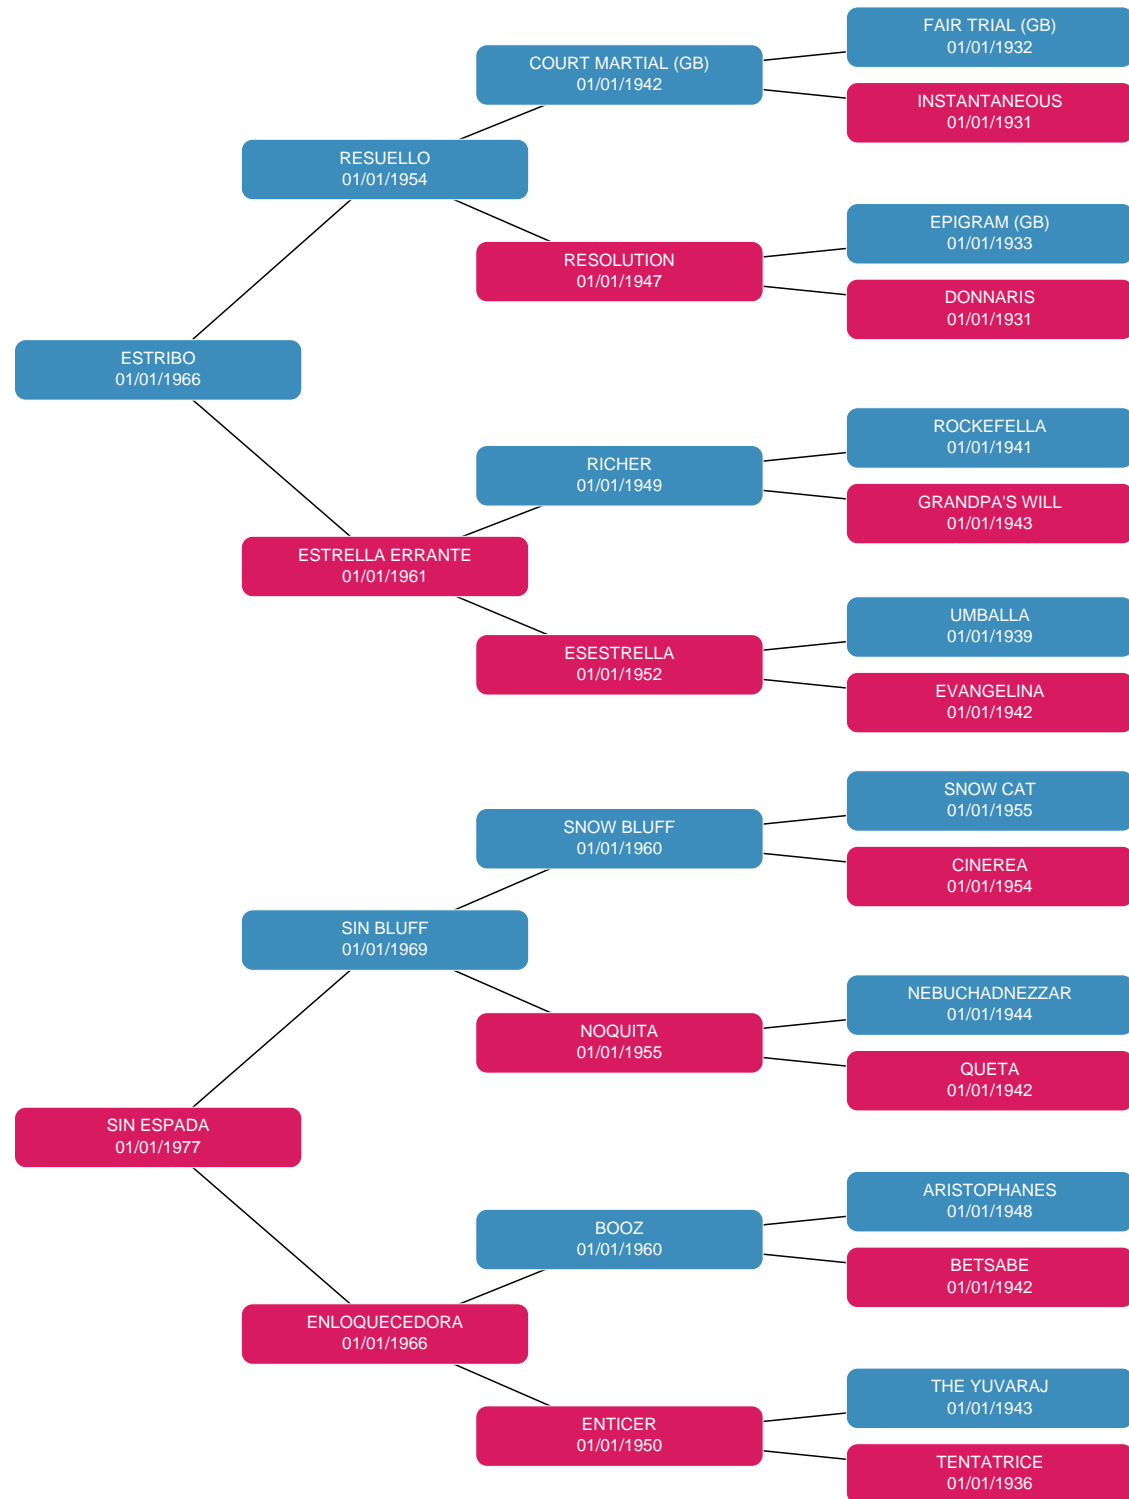 FAIR TRIAL (GB)
01/01/1932
COURT MARTIAL (GB)
01/01/1942
INSTANTANEOUS
01/01/1931
RESUELLO
01/01/1954
EPIGRAM (GB)
01/01/1933
RESOLUTION
01/01/1947
DONNARIS
01/01/1931
ESTRIBO
01/01/1966
ROCKEFELLA
01/01/1941
RICHER
01/01/1949
GRANDPA'S WILL
01/01/1943
ESTRELLA ERRANTE
01/01/1961
UMBALLA
01/01/1939
ESESTRELLA
01/01/1952
EVANGELINA
01/01/1942
SNOW CAT
01/01/1955
SNOW BLUFF
01/01/1960
CINEREA
01/01/1954
SIN BLUFF
01/01/1969
NEBUCHADNEZZAR
01/01/1944
NOQUITA
01/01/1955
QUETA
01/01/1942
SIN ESPADA
01/01/1977
ARISTOPHANES
01/01/1948
BOOZ
01/01/1960
BETSABE
01/01/1942
ENLOQUECEDORA
01/01/1966
THE YUVARAJ
01/01/1943
ENTICER
01/01/1950
TENTATRICE
01/01/1936